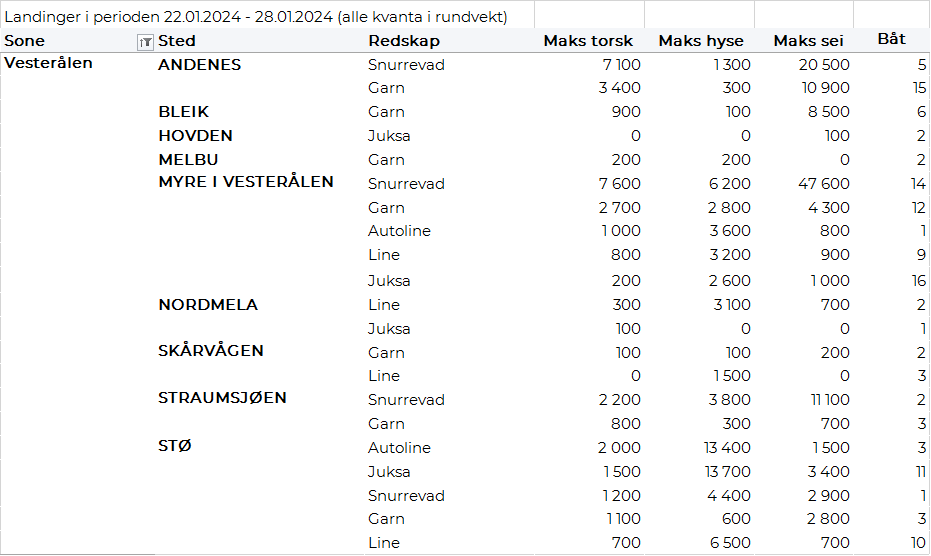 Landinger i perioden 22.01.2024 - 28.01.2024 (alle kvanta i rundvekt)
Sone Sted Redskap Maks torsk Maks hyse Maks sei Båt
Vesterålen ANDENES Snurrevad 7 100 1 300 20 500 5
Garn 3 400 300 10 900 15
BLEIK Garn 900 100 8 500 6
HOVDEN Juksa 0 0 100 2
MELBU Garn 200 200 0 2
MYRE I VESTERÅLEN Snurrevad 7 600 6 200 47 600 14
Garn 2 700 2 800 4 300 12
Autoline 1 000 3 600 800 1
Line 800 3 200 900 9
Juksa 200 2 600 1 000 16
NORDMELA Line 300 3 100 700 2
Juksa 100 0 0 1
SKÅRVÅGEN Garn 100 100 200 2
Line 0 1 500 0 3
STRAUMSJØEN Snurrevad 2 200 3 800 11 100 2
Garn 800 300 700 3
STØ Autoline 2 000 13 400 1 500 3
Juksa 1 500 13 700 3 400 11
Snurrevad 1 200 4 400 2 900 1
Garn 1 100 600 2 800 3
Line 700 6 500 700 10